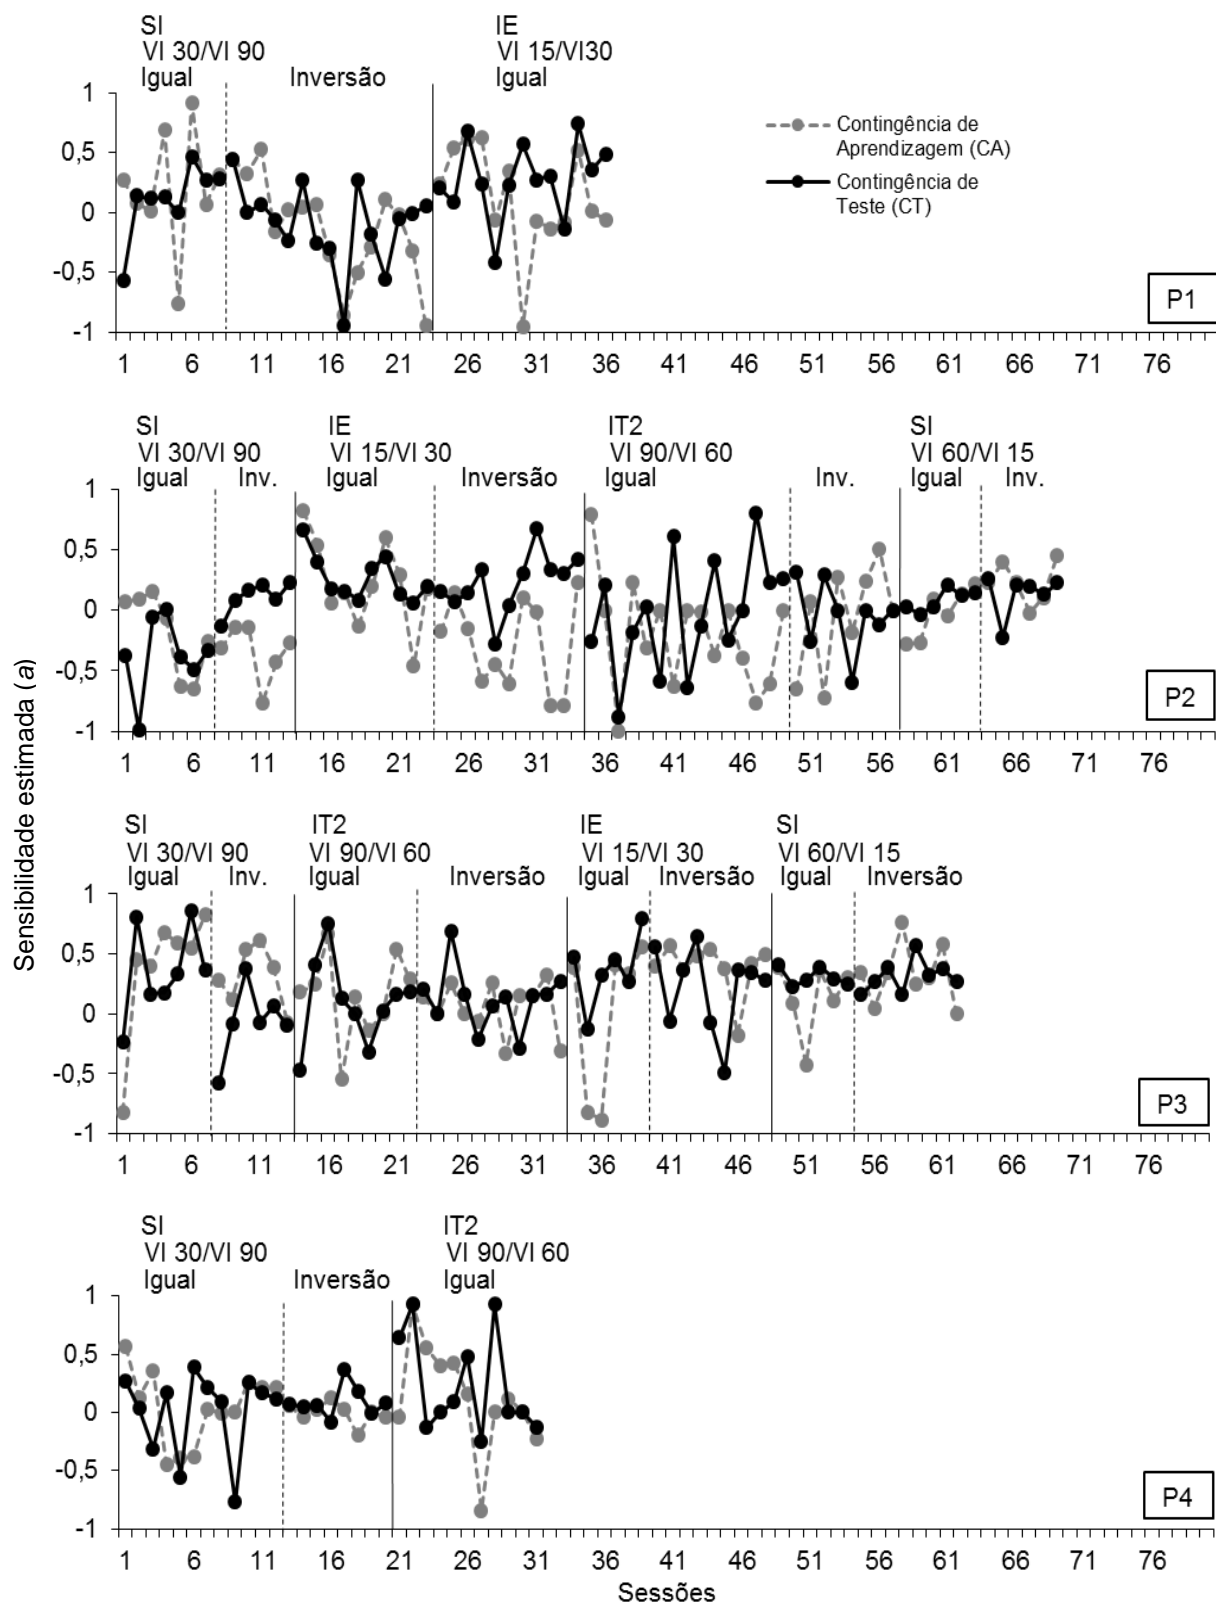 SI
VI 30/VI 90
Igual
Inversão
IE
VI 15/VI30
Igual
Contingência de
Aprendizagem (CA)
Contingência de
Teste (CT)
1
0,5
0
-0,5
-1
P1
1 6 11 16 21 26 31 36 41 46 51 56 61 66 71 76
SI
VI 30/VI 90
Igual
Inv.
IE
VI 15/VI 30
Igual
Inversão
IT2
VI 90/VI 60
Igual
Inv.
SI
VI 60/VI 15
Igual
Inv.
1
0,5
0
-0,5
-1
P2
1 6 11 16 21 26 31 36 41 46 51 56 61 66 71 76
Sensibilidade estimada (a)
SI
VI 30/VI 90
Igual
Inv.
IT2
VI 90/VI 60
Igual
Inversão
IE
VI 15/VI 30
Igual
Inversão
SI
VI 60/VI 15
Igual
Inversão
1
0,5
0
-0,5
-1
P3
1 6 11 16 21 26 31 36 41 46 51 56 61 66 71 76
SI
VI 30/VI 90
Igual
Inversão
IT2
VI 90/VI 60
Igual
1
0,5
0
-0,5
-1
P4
1 6 11 16 21 26 31 36 41 46 51 56 61 66 71 76
Sessões